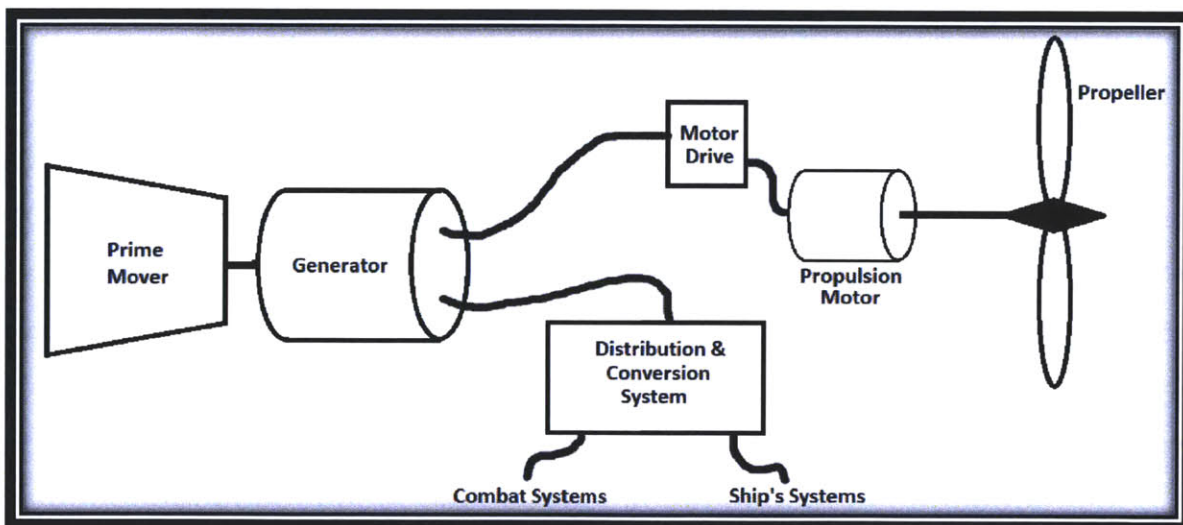 Prime
Mover
Generator
Motor
Drive
Propulsion
Motor
Propeller
Distribution &
Conversion
System
Combat Systems
Ship's Systems